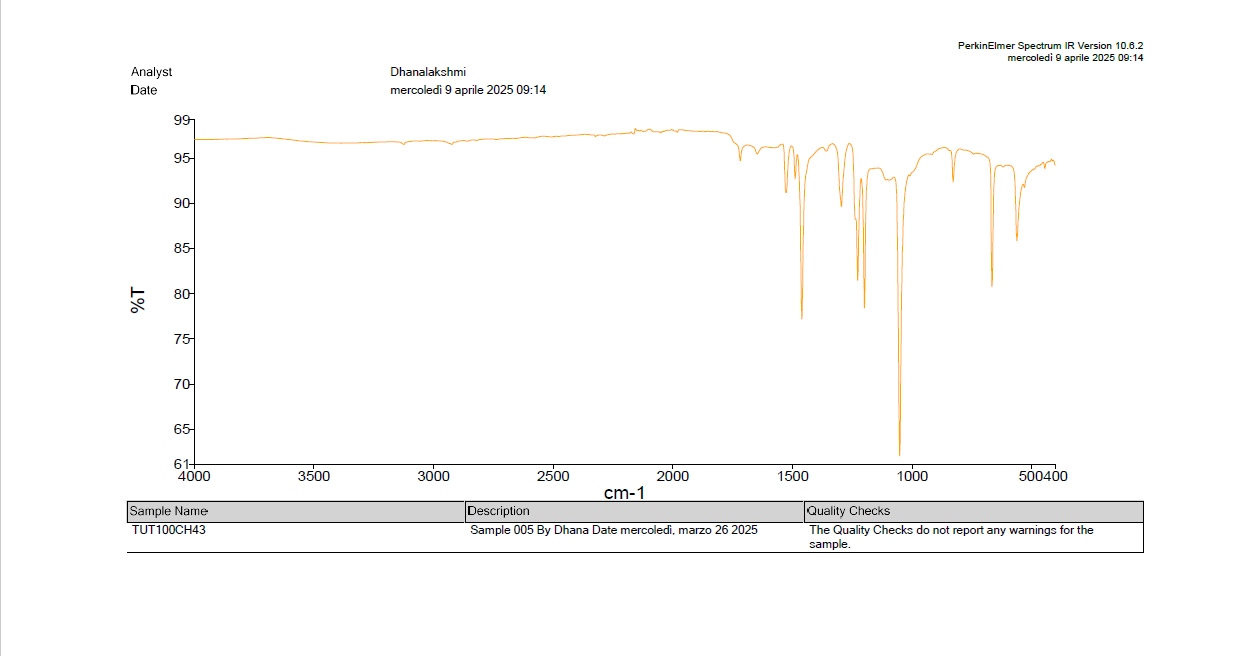 PerkinElmer Spectrum IR Version 10.6.2
mercoledì 9 aprile 2025 09:14
Analyst Dhanalakshmi
Date mercoledì 9 aprile 2025 09:14
99
95
90
85
80
75
70
65
61
%T
4000 3500 3000 2500 2000 1500 1000 500 400
cm-1
Sample Name Description Quality Checks
TUT100CH43 Sample 005 By Dhana Date mercoledì, marzo 26 2025 The Quality Checks do not report any warnings for the
sample.